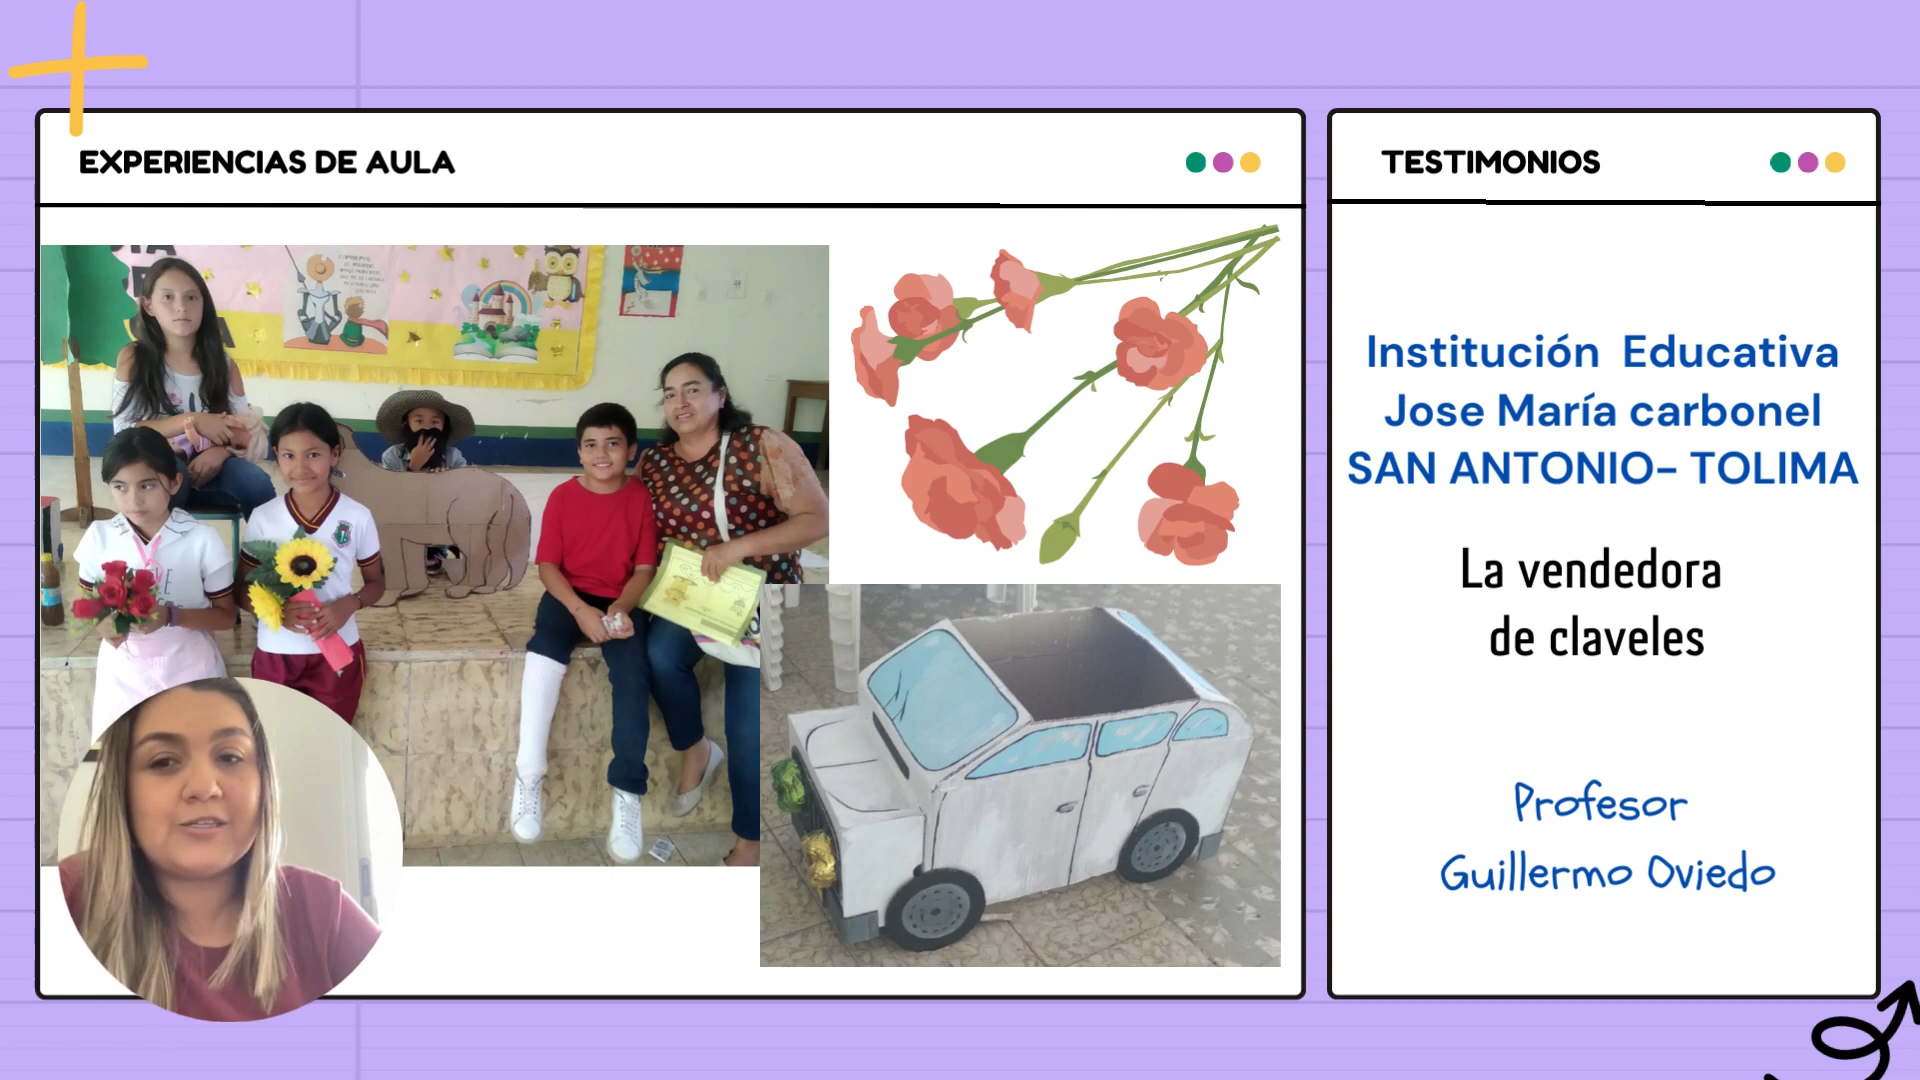 EXPERIENCIAS DE AULA
TESTIMONIOS
Institución Educativa
Jose María carbonel
SAN ANTONIO- TOLIMA
La vendedora
de claveles
Profesor
Guillermo Oviedo